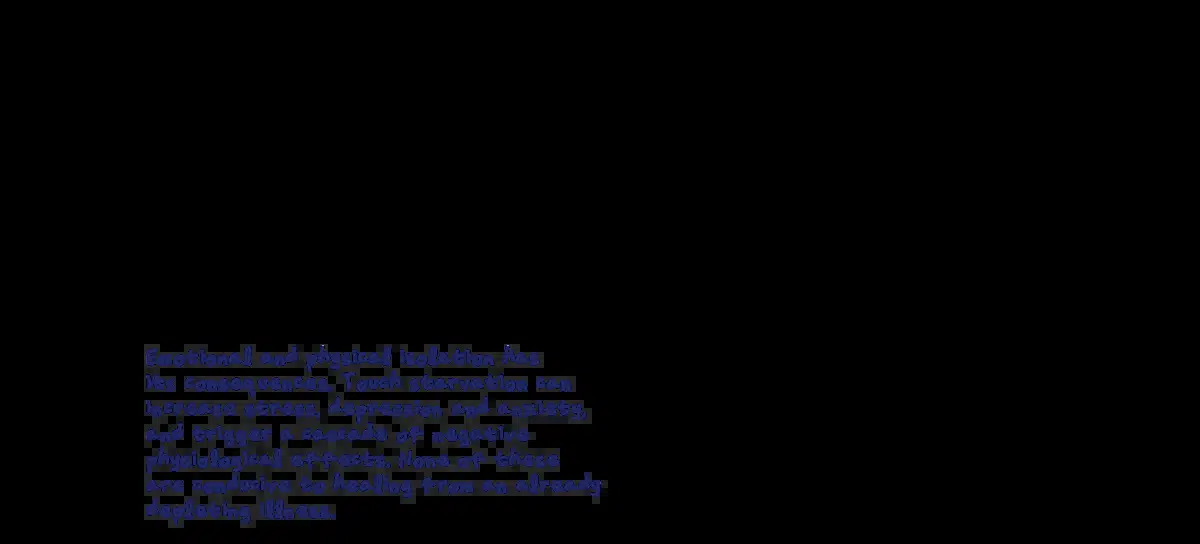 Emotional and physical isolation has
its consequences. Touch starvation can
increase stress, depression and anxiety,
and trigger a cascade of negative
physiological effects. None of these
are conducive to healing from an already
depleting illness.